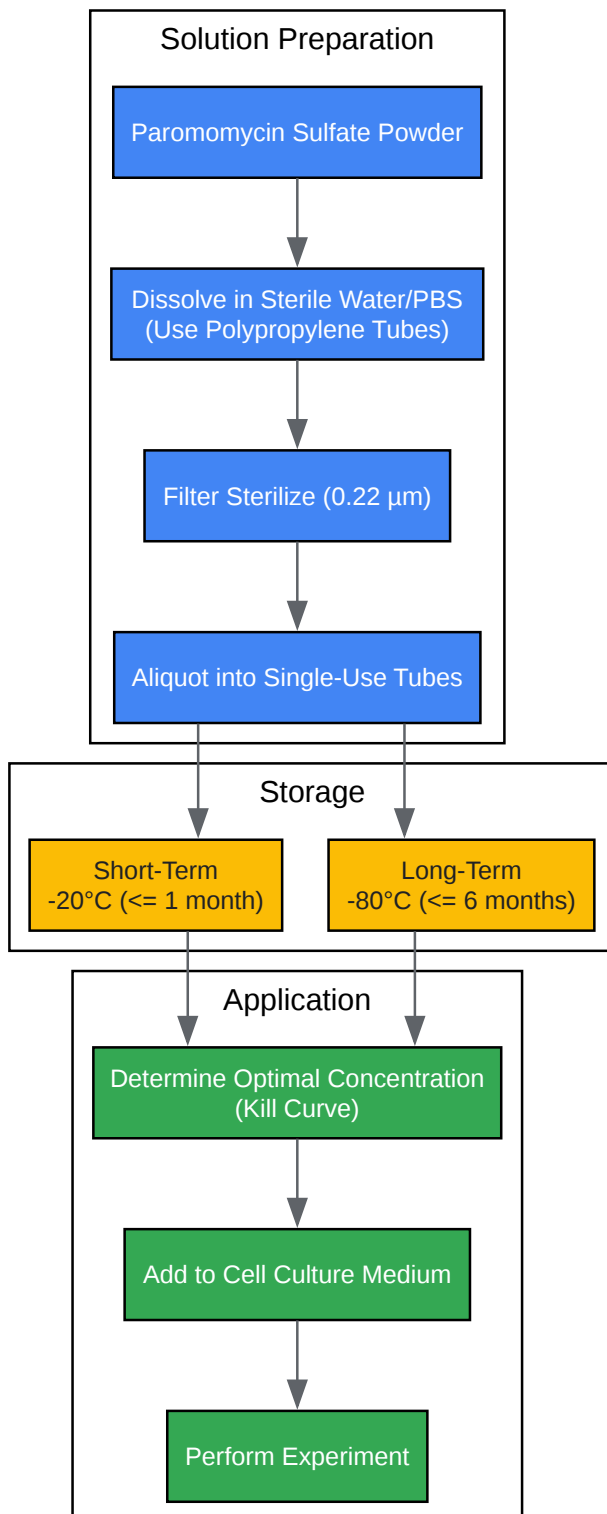 Solution Preparation
Paromomycin Sulfate Powder
Dissolve in Sterile Water/PBS
(Use Polypropylene Tubes)
Filter Sterilize (0.22 µm)
Aliquot into Single-Use Tubes
Storage
Short-Term
-20°C (<= 1 month)
Long-Term
-80°C (<= 6 months)
Application
Determine Optimal Concentration
(Kill Curve)
Add to Cell Culture Medium
Perform Experiment